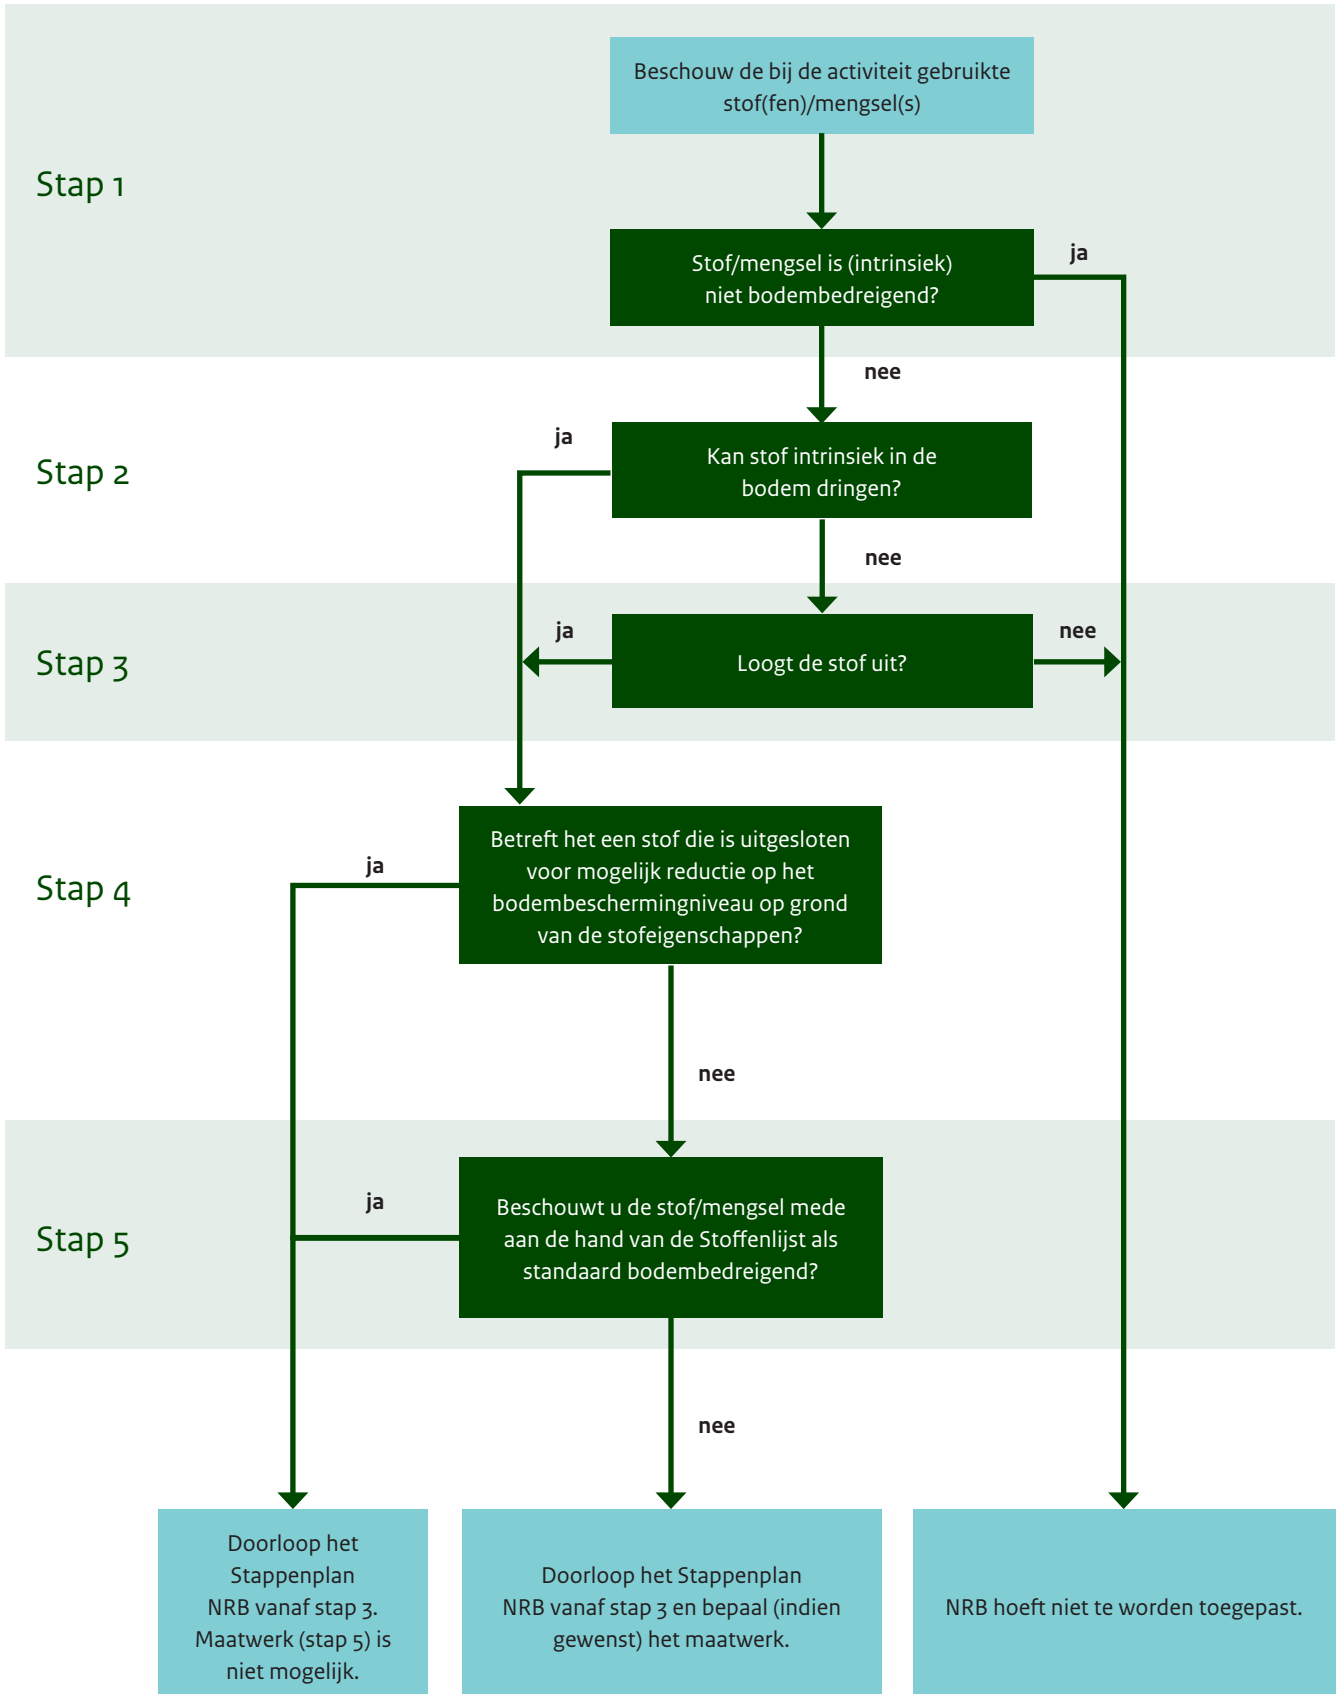 Beschouw de bij de activiteit gebruikte
stof(fen)/mengsel(s)
Stap 1
Stof/mengsel is (intrinsiek)
niet bodembedreigend?
ja
nee
Stap 2
ja
Kan stof intrinsiek in de
bodem dringen?
nee
Stap 3
ja
Loogt de stof uit?
nee
Stap 4
ja
Betreft het een stof die is uitgesloten
voor mogelijk reductie op het
bodembeschermingniveau op grond
van de stofeigenschappen?
nee
Stap 5
ja
Beschouwt u de stof/mengsel mede
aan de hand van de Stoffenlijst als
standaard bodembedreigend?
nee
Doorloop het
Stappenplan
NRB vanaf stap 3.
Maatwerk (stap 5) is
niet mogelijk.
Doorloop het Stappenplan
NRB vanaf stap 3 en bepaal (indien
gewenst) het maatwerk.
NRB hoeft niet te worden toegepast.